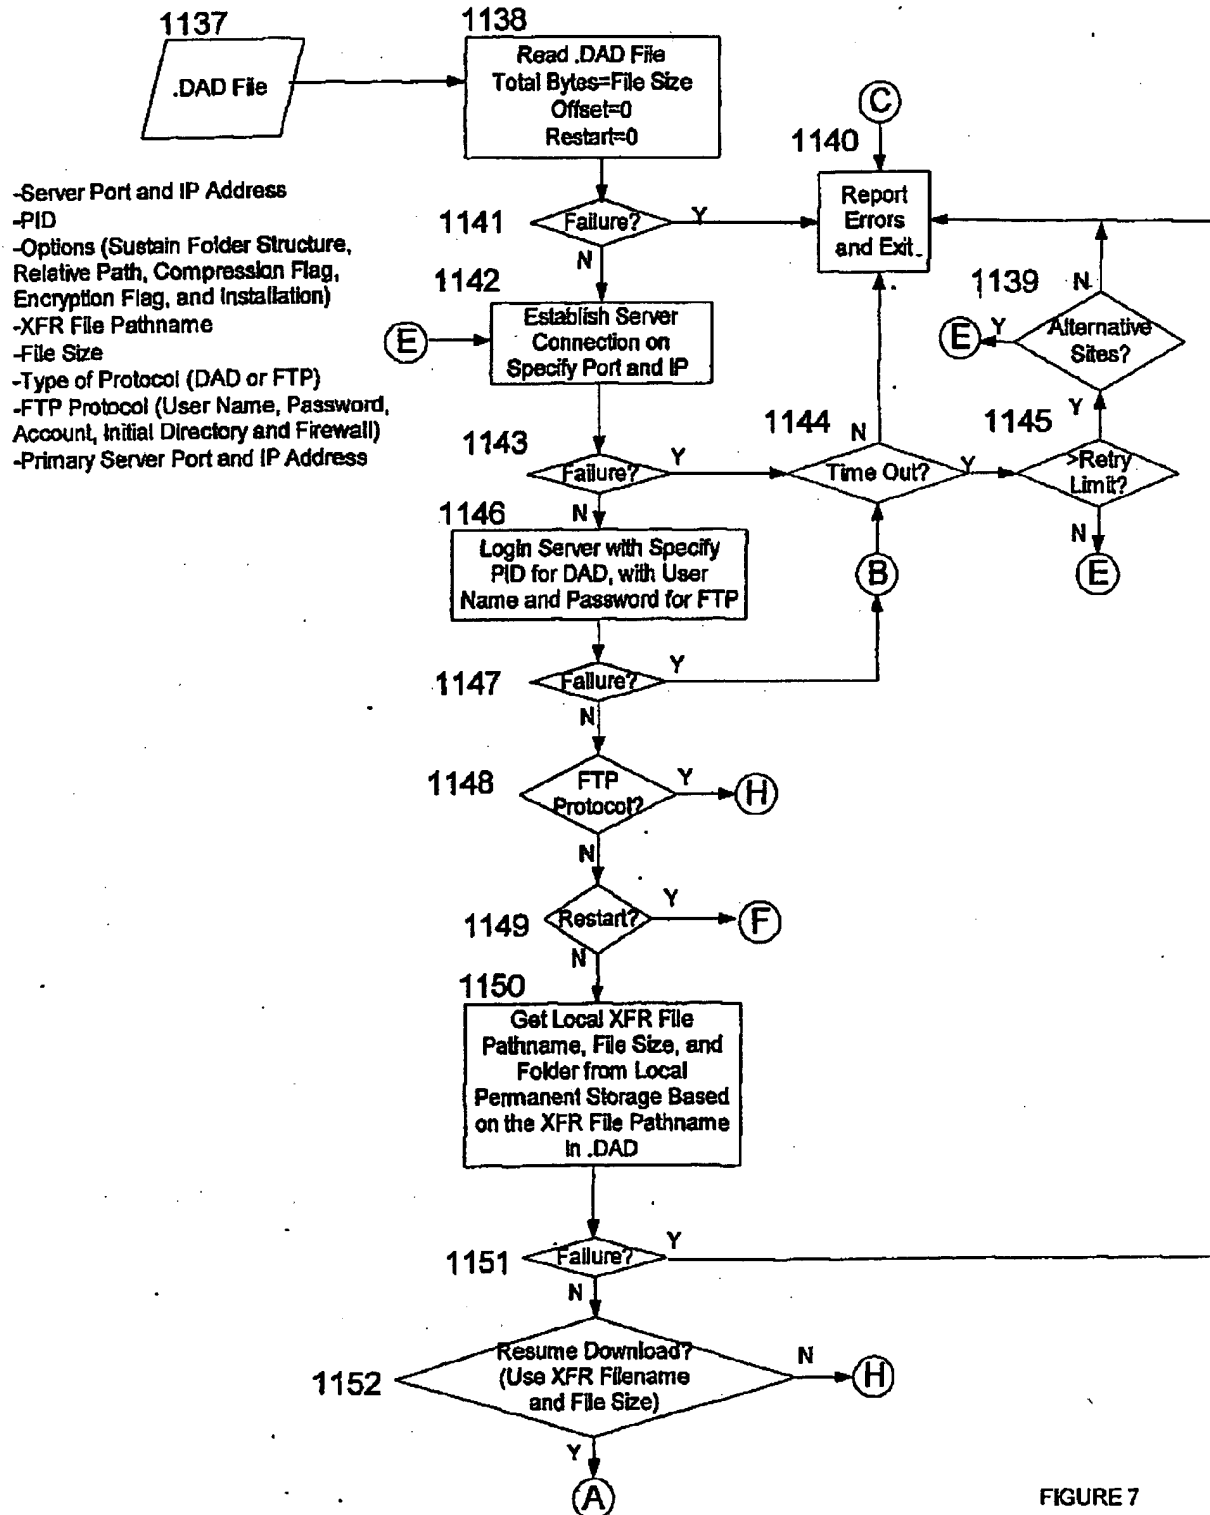 1137
.DAD File
1138
Read .DAD File
Total Bytes=File Size
Offset=0
Restart=0
-Server Port and IP Address
-PID
-Options (Sustain Folder Structure,
Relative Path, Compression Flag,
Encryption Flag, and Installation)
-XFR File Pathname
-File Size
-Type of Protocol (DAD or FTP)
-FTP Protocol (User Name, Password,
Account, Initial Directory and Firewall)
-Primary Server Port and IP Address
C
1140
Report
Errors
and Exit
1141
Failure?
Y
N
1142
E
Establish Server
Connection on
Specify Port and IP
1139
N
Y
E
Alternative
Sites?
Y
1143
Failure?
Y
N
1144
N
Time Out?
Y
1145
>Retry
Limit?
N
E
B
1146
Login Server with Specify
PID for DAD, with User
Name and Password for FTP
1147
Failure?
Y
N
1148
FTP
Protocol?
Y
H
N
1149
Restart?
Y
F
N
1150
Get Local XFR File
Pathname, File Size, and
Folder from Local
Permanent Storage Based
on the XFR File Pathname
in .DAD
1151
Failure?
Y
N
1152
Resume Download?
(Use XFR Filename
and File Size)
N
H
Y
A
FIGURE 7